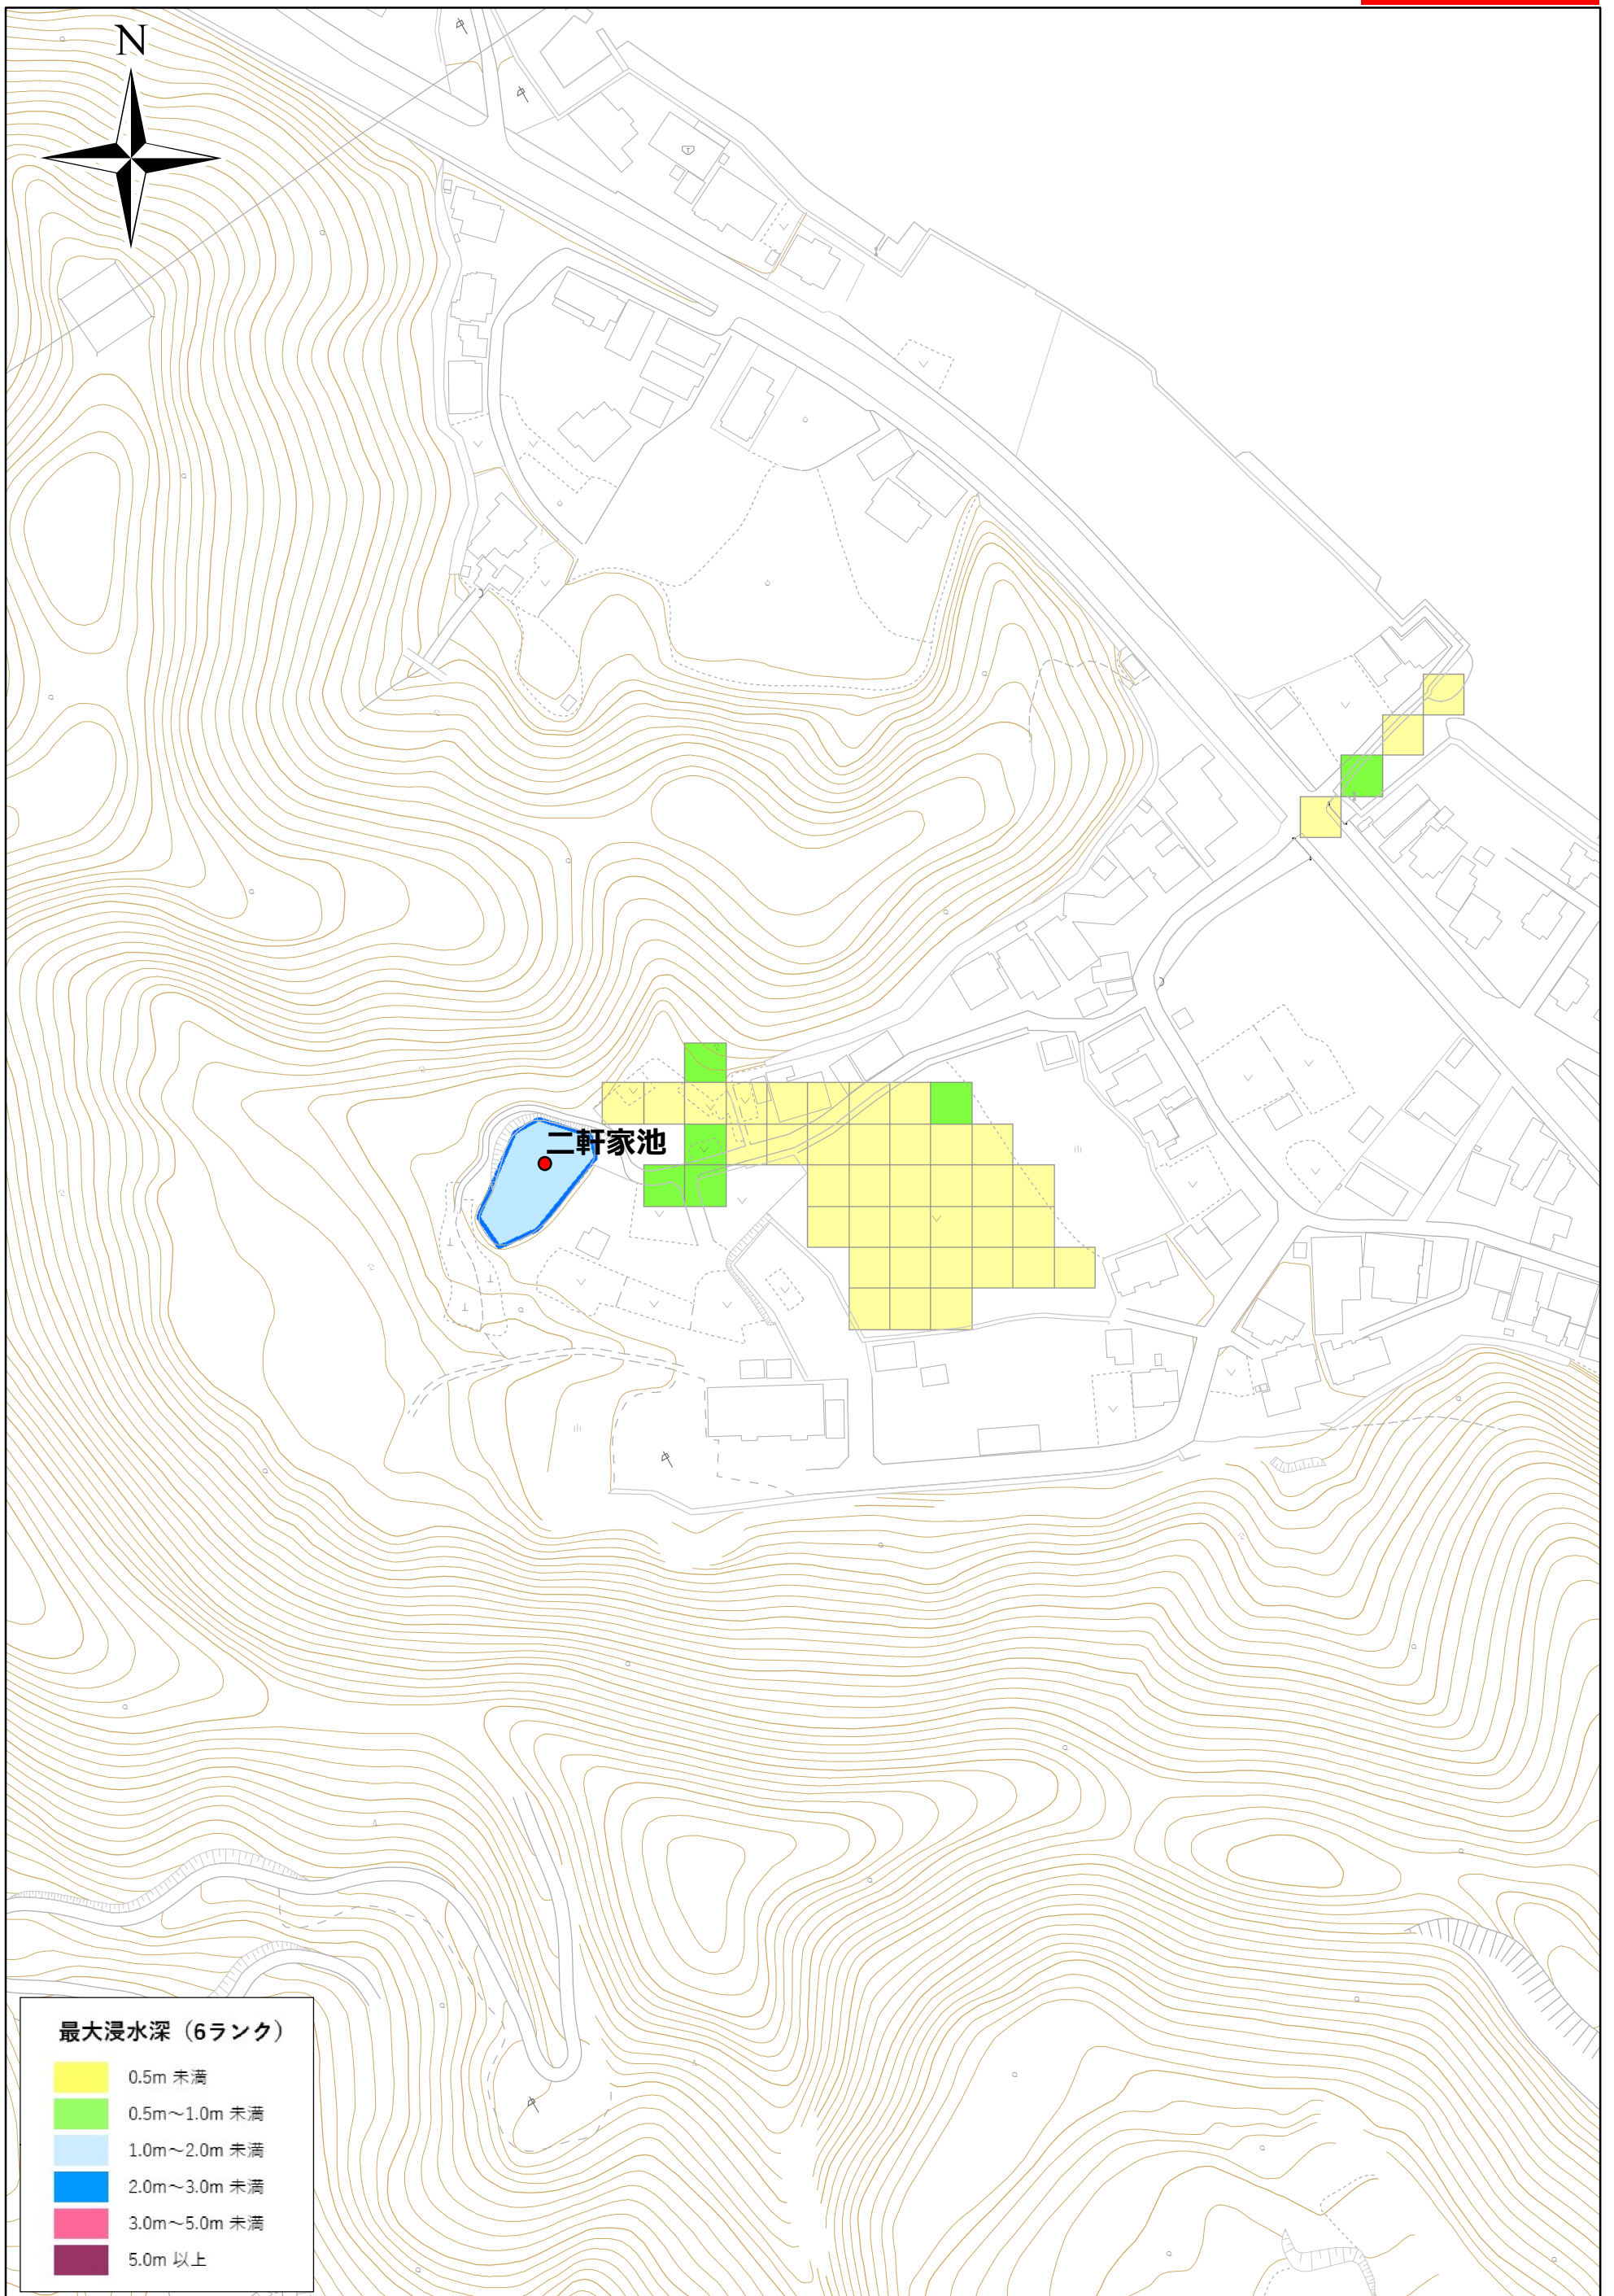 N
二軒家池
最大浸水深（6ランク）
0.5m 未満
0.5m～1.0m 未満
1.0m～2.0m 未満
2.0m～3.0m 未満
3.0m～5.0m 未満
5.0m 以上